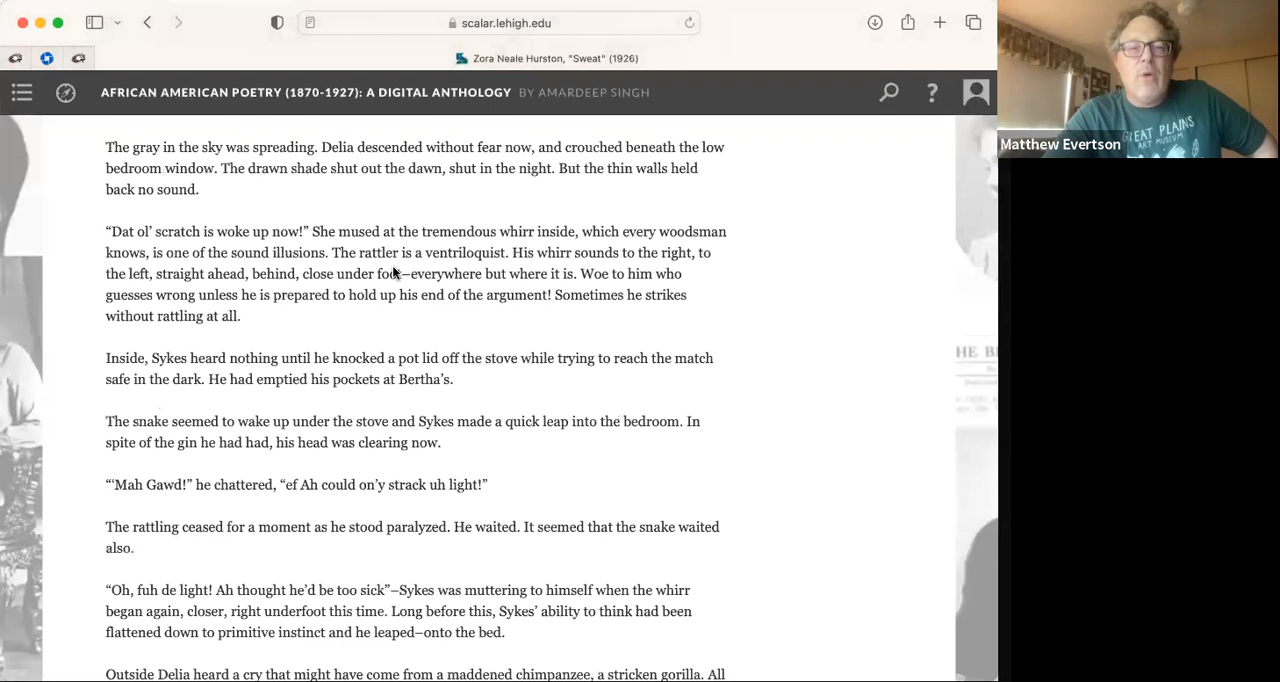 scalar.lehigh.edu
Zora Neale Hurston, "Sweat" (1926)
AFRICAN AMERICAN POETRY (1870-1927): A DIGITAL ANTHOLOGY BY AMARDEEP SINGH
Matthew Evertson
GREAT PLAINS
ART MUSEUM
The gray in the sky was spreading. Delia descended without fear now, and crouched beneath the low
bedroom window. The drawn shade shut out the dawn, shut in the night. But the thin walls held
back no sound.
“Dat ol’ scratch is woke up now!” She mused at the tremendous whirr inside, which every woodsman
knows, is one of the sound illusions. The rattler is a ventriloquist. His whirr sounds to the right, to
the left, straight ahead, behind, close under –everywhere but where it is. Woe to him who
guesses wrong unless he is prepared to hold up his end of the argument! Sometimes he strikes
without rattling at all.
HE B
Inside, Sykes heard nothing until he knocked a pot lid off the stove while trying to reach the match
safe in the dark. He had emptied his pockets at Bertha’s.
The snake seemed to wake up under the stove and Sykes made a quick leap into the bedroom. In
spite of the gin he had had, his head was clearing now.
“‘Mah Gawd!” he chattered, “ef Ah could on’y strack uh light!”
The rattling ceased for a moment as he stood paralyzed. He waited. It seemed that the snake waited
also.
“Oh, fuh de light! Ah thought he’d be too sick”–Sykes was muttering to himself when the whirr
began again, closer, right underfoot this time. Long before this, Sykes’ ability to think had been
flattened down to primitive instinct and he leaped–onto the bed.
Outside Delia heard a cry that might have come from a maddened chimpanzee, a stricken gorilla. All